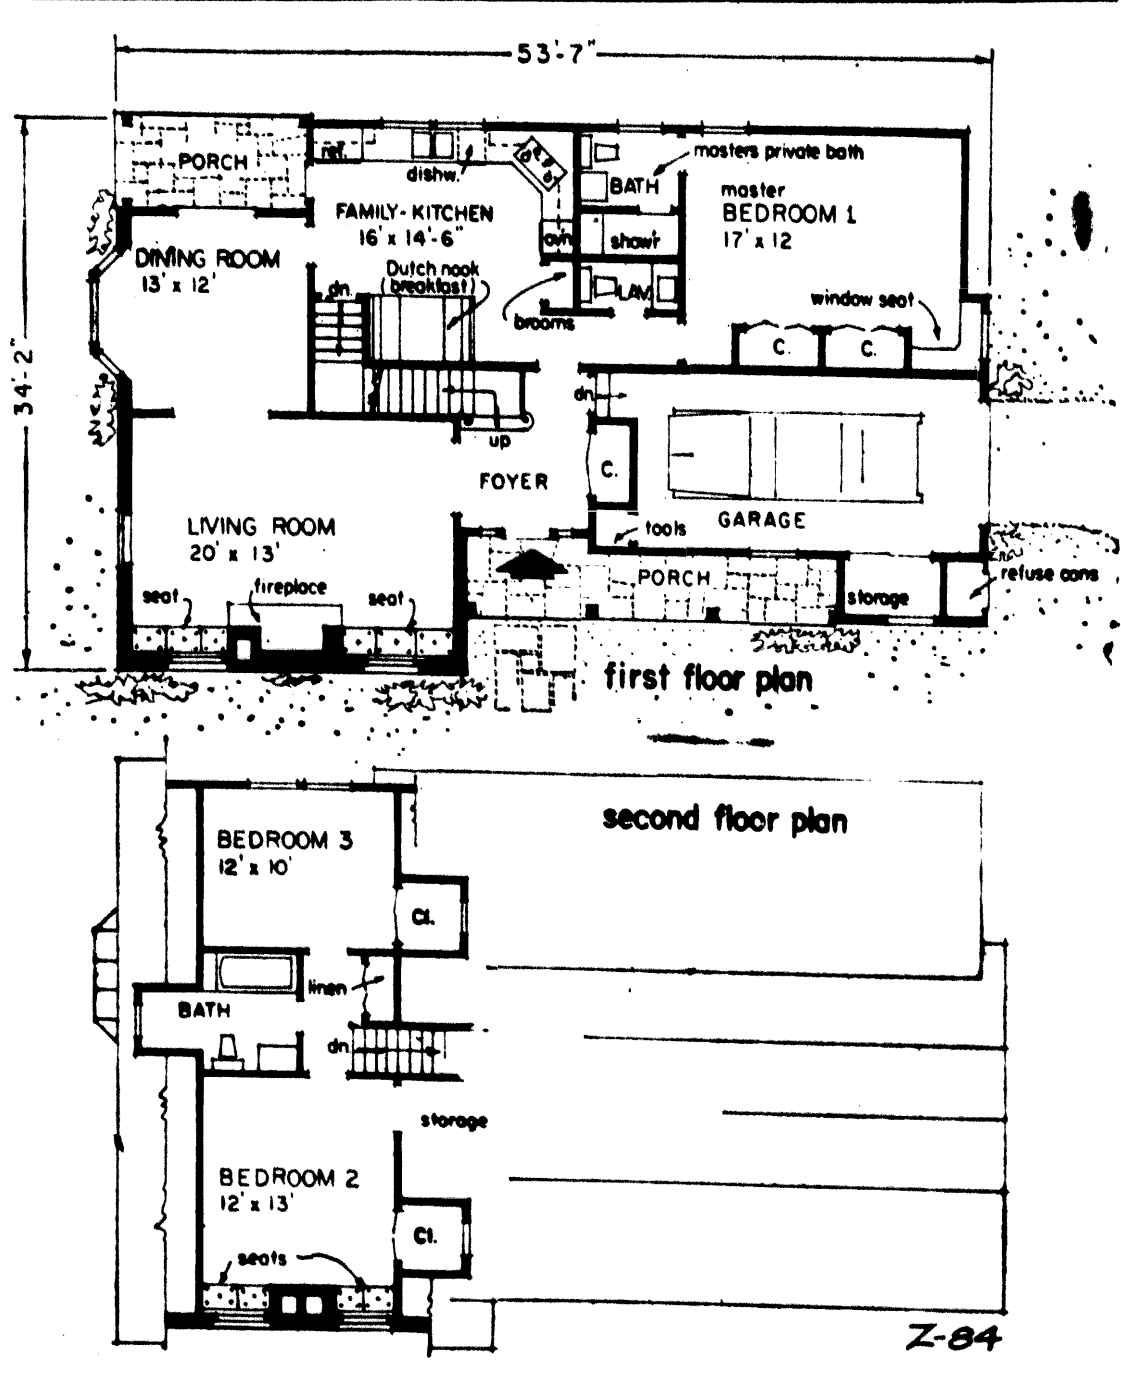 53'-7"
PORCH
ref.
dishw.
masters private bath
BATH
master
BEDROOM 1
17' x 12
FAMILY-KITCHEN
16' x 14'-6"
ov'n
show'r
DINING ROOM
13' x 12'
Dutch nook
(breakfast)
dn.
LAV.
brooms
window seat
C.
C.
34'-2"
dn
up
FOYER
C.
GARAGE
tools
LIVING ROOM
20' x 13'
seat
fireplace
seat
PORCH
storage
refuse cans
first floor plan
second floor plan
BEDROOM 3
12' x 10'
Cl.
linen
BATH
dn.
storage
BEDROOM 2
12' x 13'
Cl.
seats
Z-84